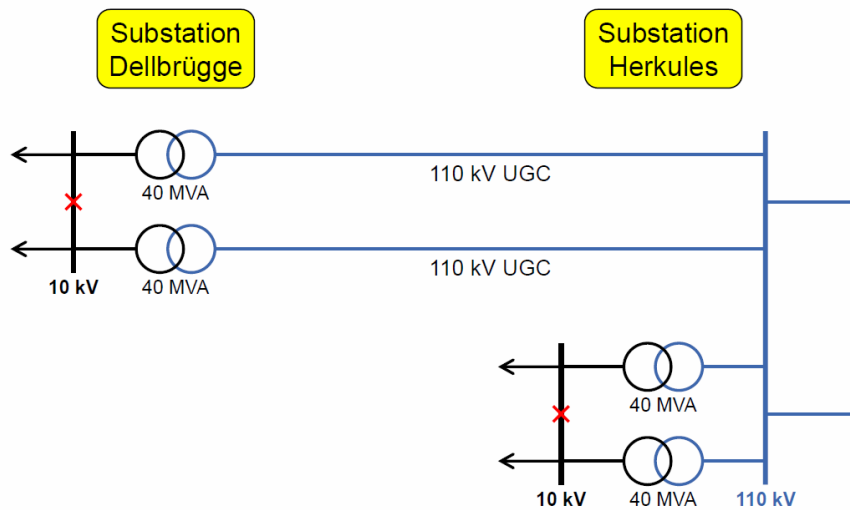 Substation
Dellbrügge
Substation
Herkules
110 kV UGC
40 MVA
110 kV UGC
10 kV
40 MVA
40 MVA
10 kV
40 MVA
110 kV